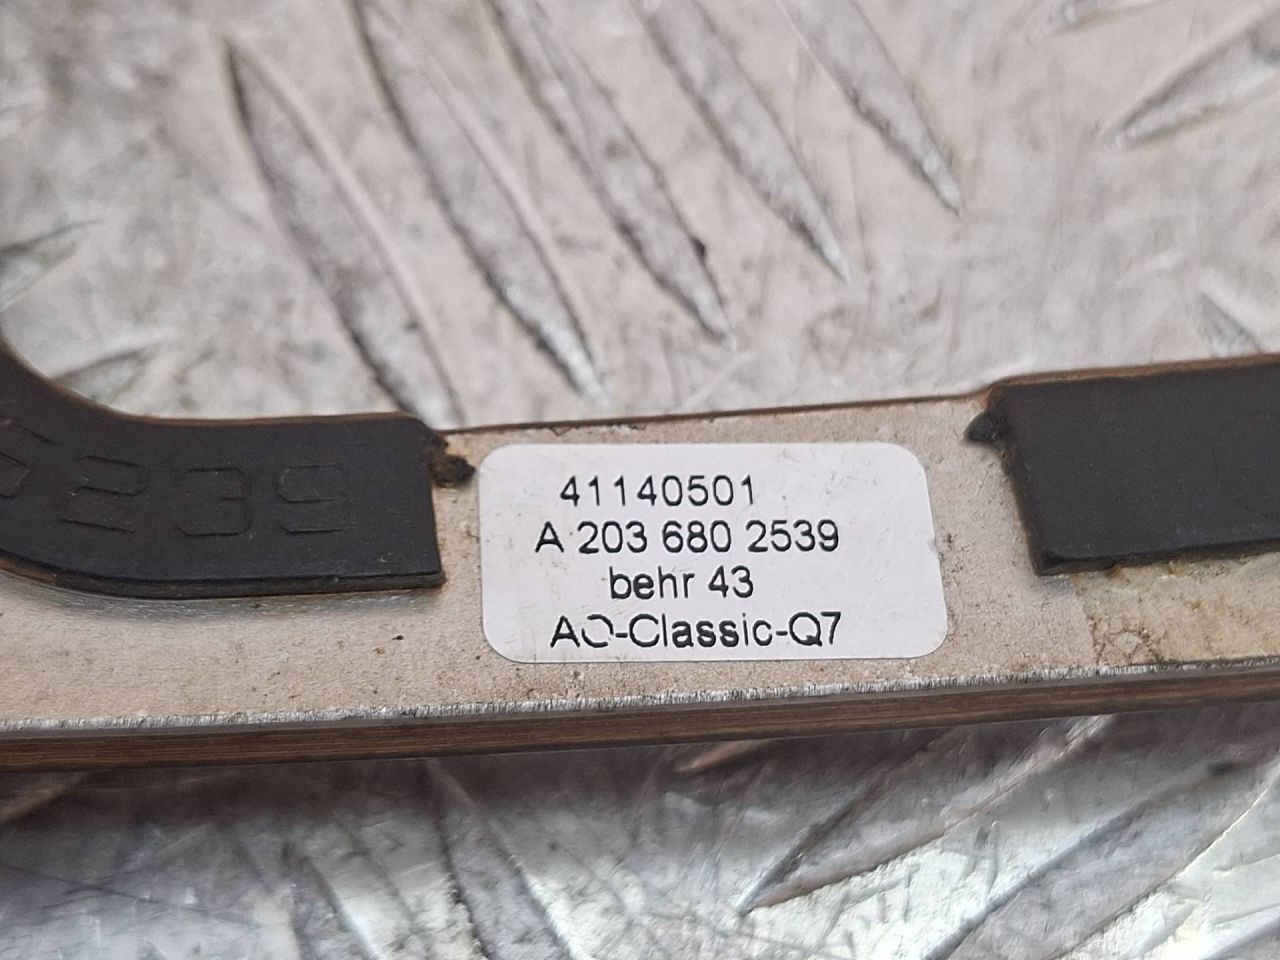 41140501
A 203 680 2539
behr 43
AO-Classic-Q7